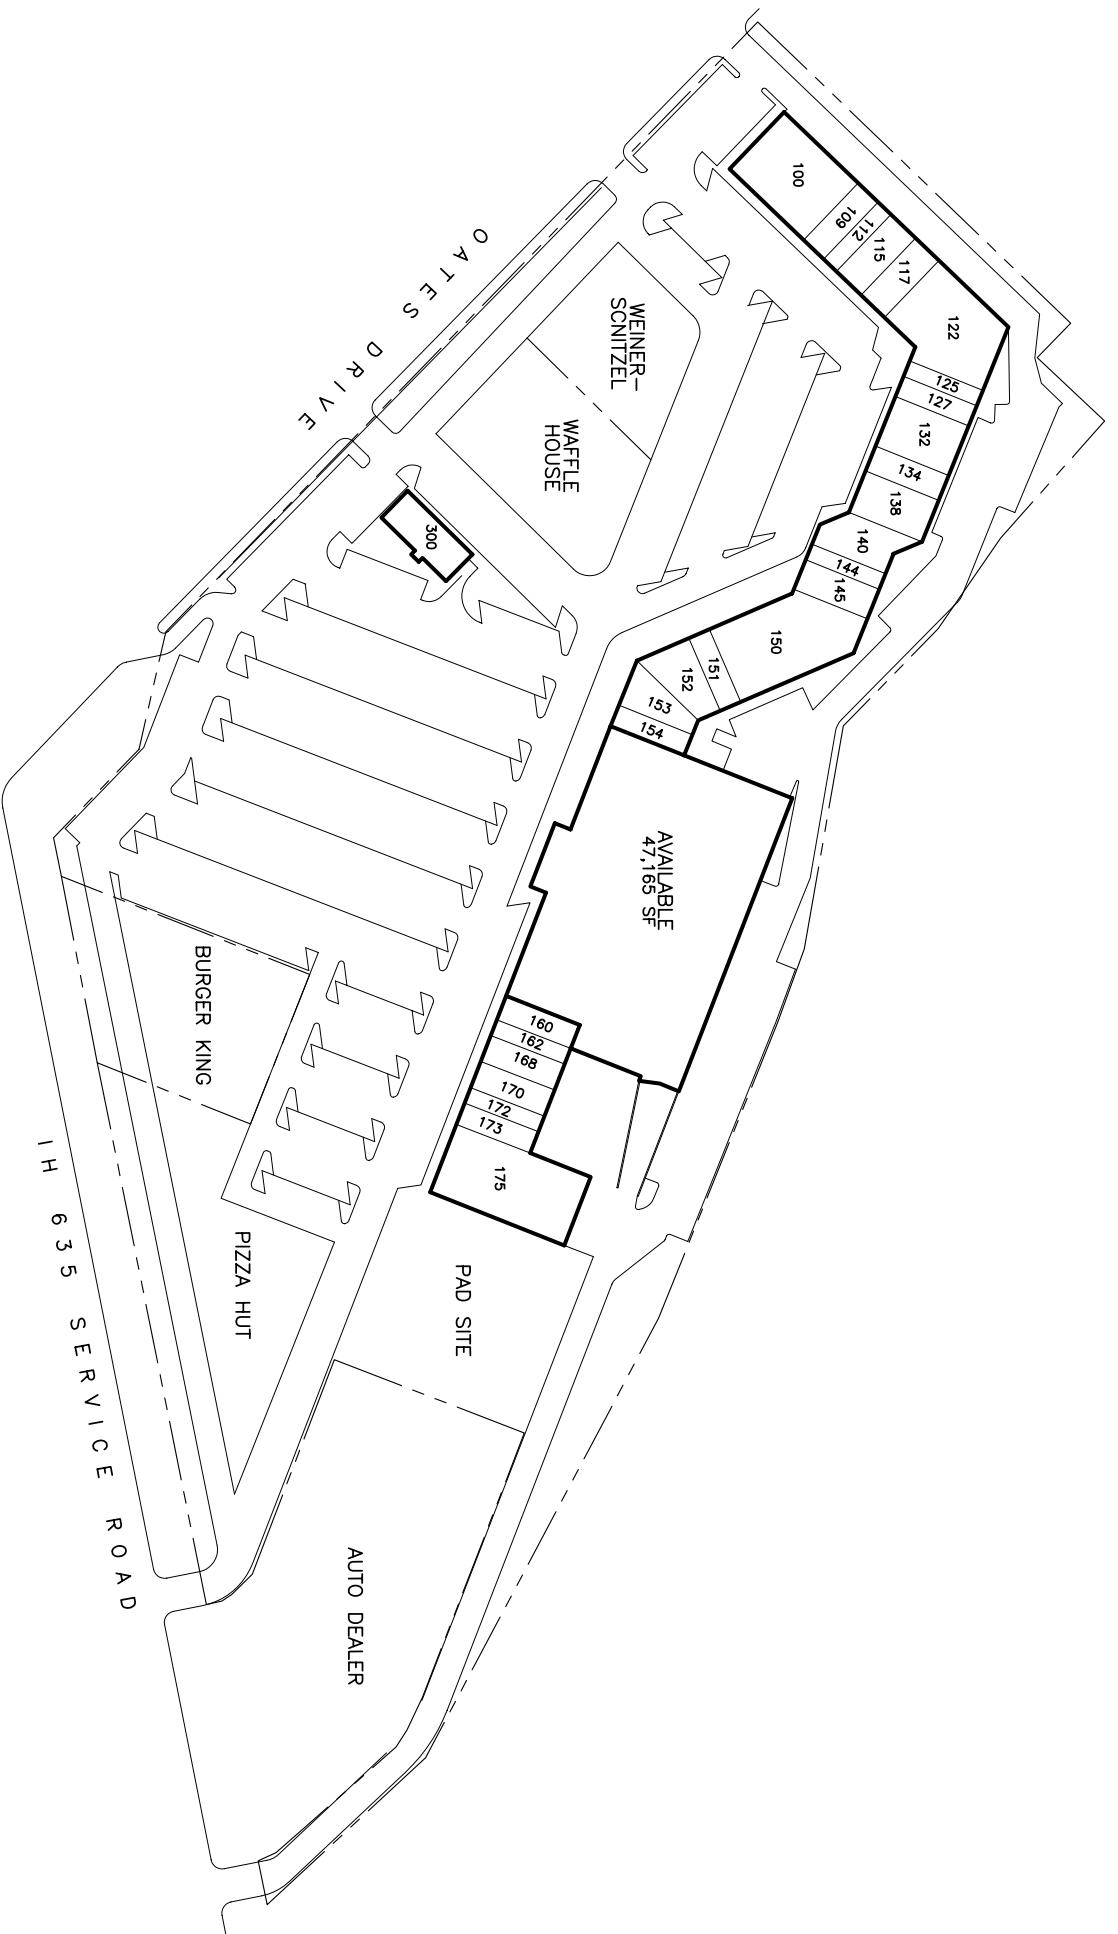 OATES DRIVE
100
109
112
115
117
122
125
127
132
134
138
140
144
145
150
151
152
153
154
WEINER-
SCNITZEL
WAFFLE
HOUSE
300
AVAILABLE
47,165 SF
160
162
168
170
172
173
175
BURGER KING
PIZZA HUT
PAD SITE
AUTO DEALER
IH 635 SERVICE ROAD